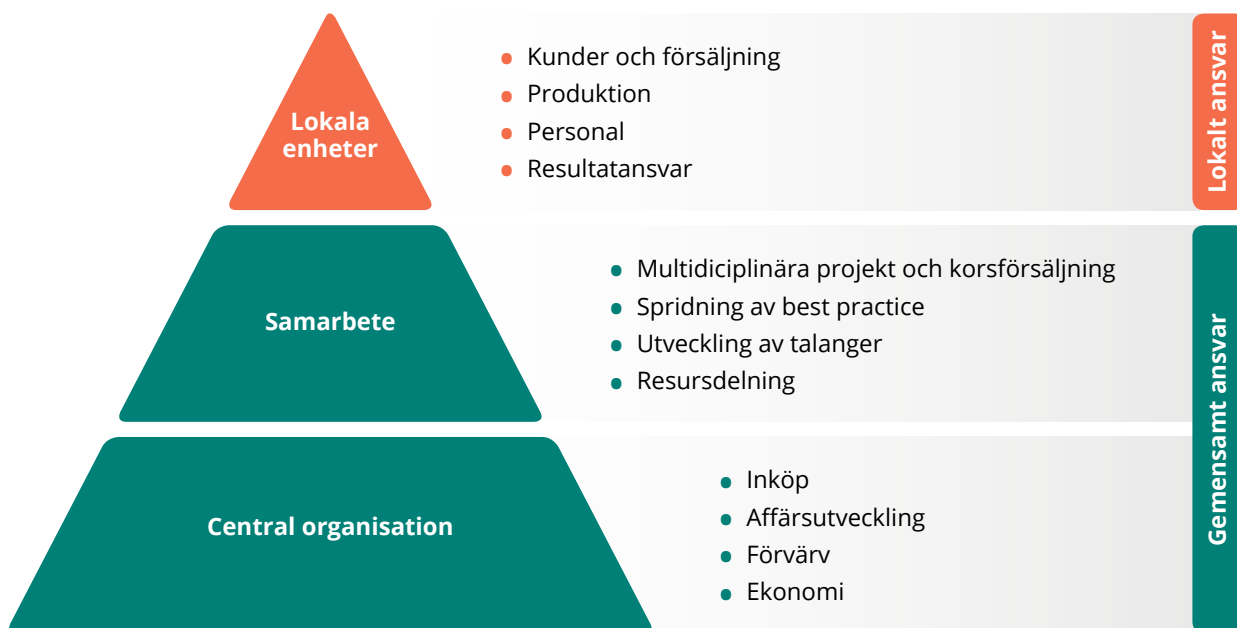 Lokala
enheter
Kunder och försäljning
Produktion
Personal
Resultatansvar
Lokalt ansvar
Samarbete
Multidiciplinära projekt och korsförsäljning
Spridning av best practice
Utveckling av talanger
Resursdelning
Central organisation
Inköp
Affärsutveckling
Förvärv
Ekonomi
Gemensamt ansvar